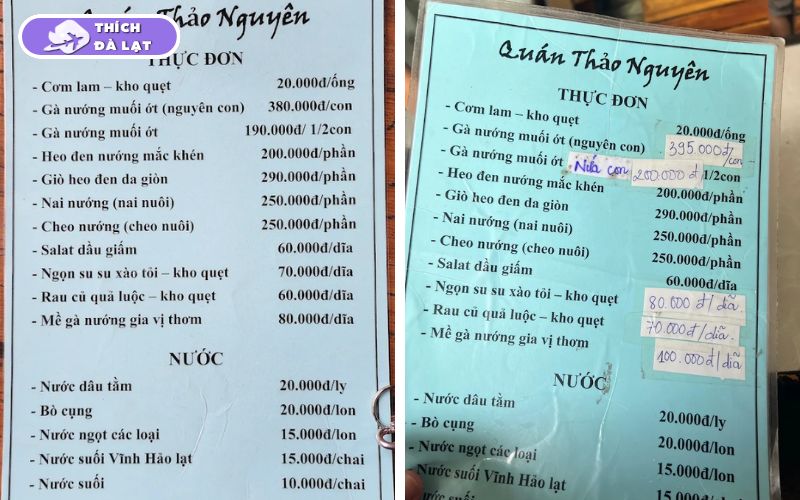 THÍCH
ĐÀ LẠT
Quán Thảo Nguyên
THỰC ĐƠN
- Cơm lam – kho quẹt 20.000đ/ống
- Gà nướng muối ớt (nguyên con) 380.000đ/con
- Gà nướng muối ớt 190.000đ/ 1/2con
- Heo đen nướng mắc khén 200.000đ/phần
- Giò heo đen da giòn 290.000đ/phần
- Nai nướng (nai nuôi) 250.000đ/phần
- Cheo nướng (cheo nuôi) 250.000đ/phần
- Salat dầu giấm 60.000đ/dĩa
- Ngọn su su xào tỏi – kho quẹt 70.000đ/dĩa
- Rau củ quả luộc – kho quẹt 60.000đ/dĩa
- Mề gà nướng gia vị thơm 80.000đ/dĩa
NƯỚC
- Nước dâu tằm 20.000đ/ly
- Bò cụng 20.000đ/lon
- Nước ngọt các loại 15.000đ/lon
- Nước suối Vĩnh Hảo lạt 15.000đ/chai
- Nước suối 10.000đ/chai
Quán Thảo Nguyên
THỰC ĐƠN
- Cơm lam – kho quẹt 20.000đ/ống
- Gà nướng muối ớt (nguyên con) 395.000đ/con
- Gà nướng muối ớt Nửa con 200.000đ /1/2con
- Heo đen nướng mắc khén 200.000đ/phần
- Giò heo đen da giòn 290.000đ/phần
- Nai nướng (nai nuôi) 250.000đ/phần
- Cheo nướng (cheo nuôi) 250.000đ/phần
- Salat dầu giấm 60.000đ/dĩa
- Ngọn su su xào tỏi – kho quẹt 80.000đ/dĩa.
- Rau củ quả luộc – kho quẹt 70.000đ/dĩa.
- Mề gà nướng gia vị thơm 100.000đ/dĩa
NƯỚC
- Nước dâu tằm 20.000đ/ly
- Bò cụng 20.000đ/lon
- Nước ngọt các loại 15.000đ/lon
- Nước suối Vĩnh Hảo lạt
Nước suối